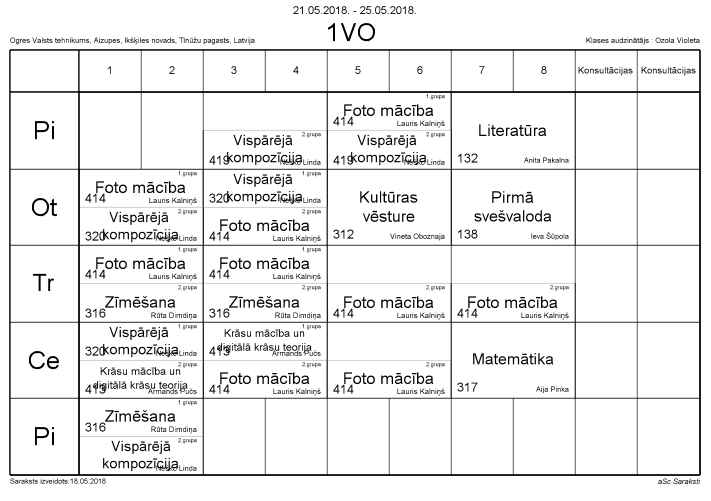 21.05.2018. - 25.05.2018.
1VO
Ogres Valsts tehnikums, Aizupes, Ikšķiles novads, Tīnūžu pagasts, Latvija
Klases audzinātājs : Ozola Violeta
1 2 3 4 5 6 7 8 Konsultācijas Konsultācijas
Pi
2.grupa
Vispārējā
kompozīcija
419 Nesko Linda
1.grupa
Foto mācība
414 Lauris Kalniņš
2.grupa
Vispārējā
kompozīcija
419 Nesko Linda
Literatūra
132 Anita Pakalna
Ot
1.grupa
Foto mācība
414 Lauris Kalniņš
2.grupa
Vispārējā
kompozīcija
320 Nesko Linda
1.grupa
Vispārējā
kompozīcija
320 Nesko Linda
2.grupa
Foto mācība
414 Lauris Kalniņš
Kultūras
vēsture
312 Vineta Oboznaja
Pirmā
svešvaloda
138 Ieva Šūpola
Tr
1.grupa
Foto mācība
414 Lauris Kalniņš
2.grupa
Zīmēšana
316 Rūta Dimdiņa
1.grupa
Foto mācība
414 Lauris Kalniņš
2.grupa
Zīmēšana
316 Rūta Dimdiņa
2.grupa
Foto mācība
414 Lauris Kalniņš
2.grupa
Foto mācība
414 Lauris Kalniņš
Ce
1.grupa
Vispārējā
kompozīcija
320 Nesko Linda
2.grupa
Krāsu mācība un
digitālā krāsu teorija
413 Armands Pučs
1.grupa
Krāsu mācība un
digitālā krāsu teorija
413 Armands Pučs
2.grupa
Foto mācība
414 Lauris Kalniņš
2.grupa
Foto mācība
414 Lauris Kalniņš
Matemātika
317 Aija Pinka
Pi
1.grupa
Zīmēšana
316 Rūta Dimdiņa
2.grupa
Vispārējā
kompozīcija
Nesko Linda
Saraksts izveidots:18.05.2018
aSc Saraksti